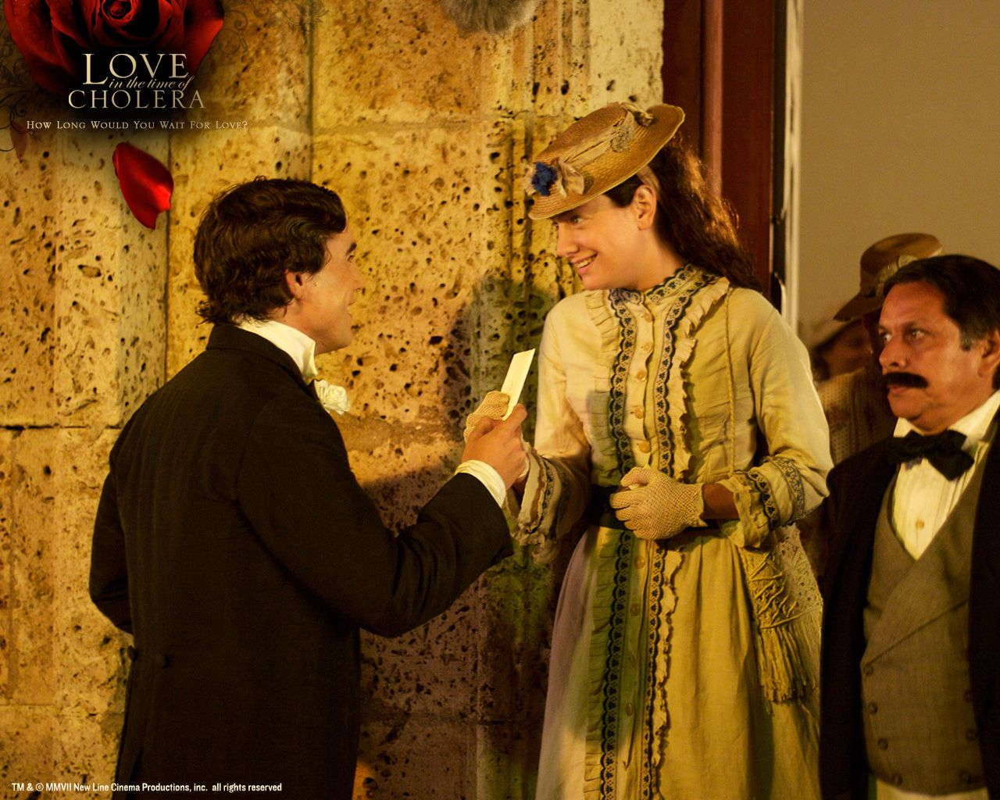 LOVE
in the time of
CHOLERA
How Long Would You Wait For Love?
TM & © MMVII New Line Cinema Productions, inc. all rights reserved